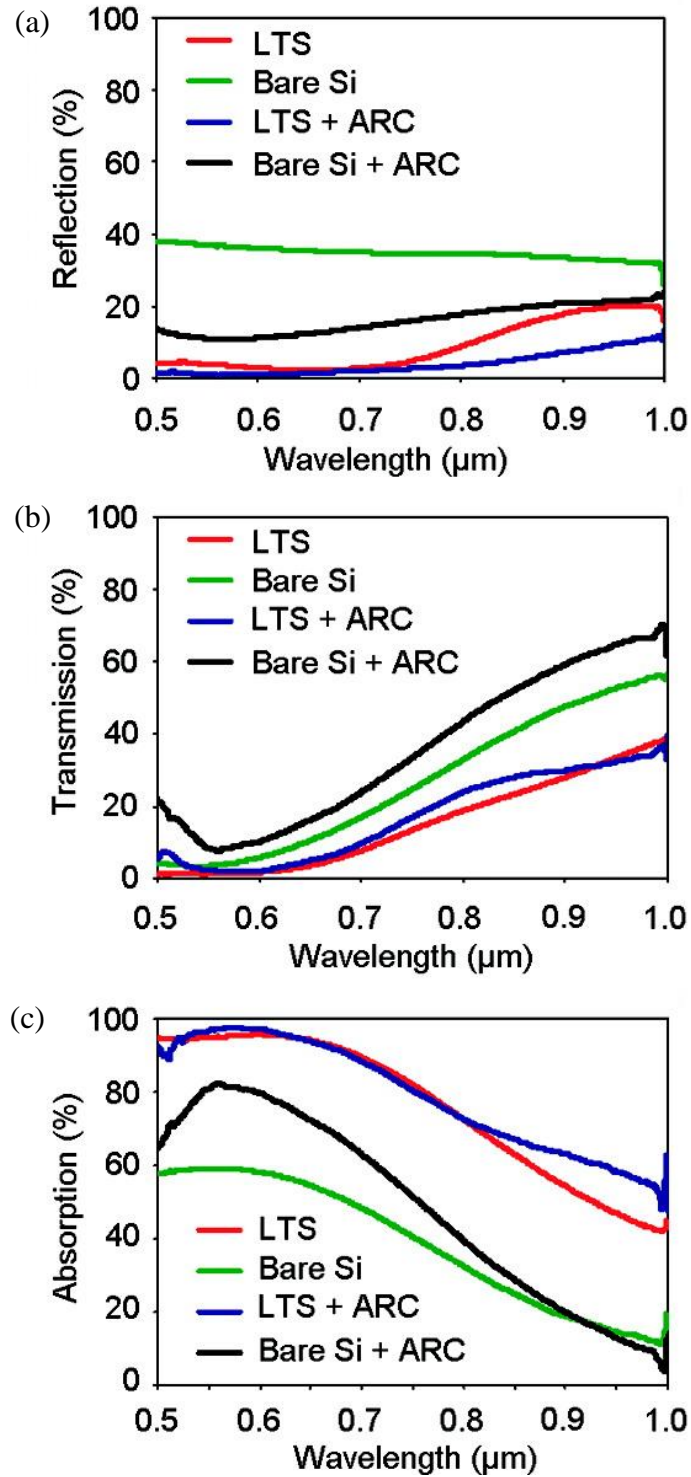 (a)
100
80
60
40
20
0
Reflection (%)
LTS
Bare Si
LTS + ARC
Bare Si + ARC
0.5 0.6 0.7 0.8 0.9 1.0
Wavelength (µm)
(b)
100
80
60
40
20
0
Transmission (%)
LTS
Bare Si
LTS + ARC
Bare Si + ARC
0.5 0.6 0.7 0.8 0.9 1.0
Wavelength (µm)
(c)
100
80
60
40
20
0
Absorption (%)
LTS
Bare Si
LTS + ARC
Bare Si + ARC
0.5 0.6 0.7 0.8 0.9 1.0
Wavelength (µm)